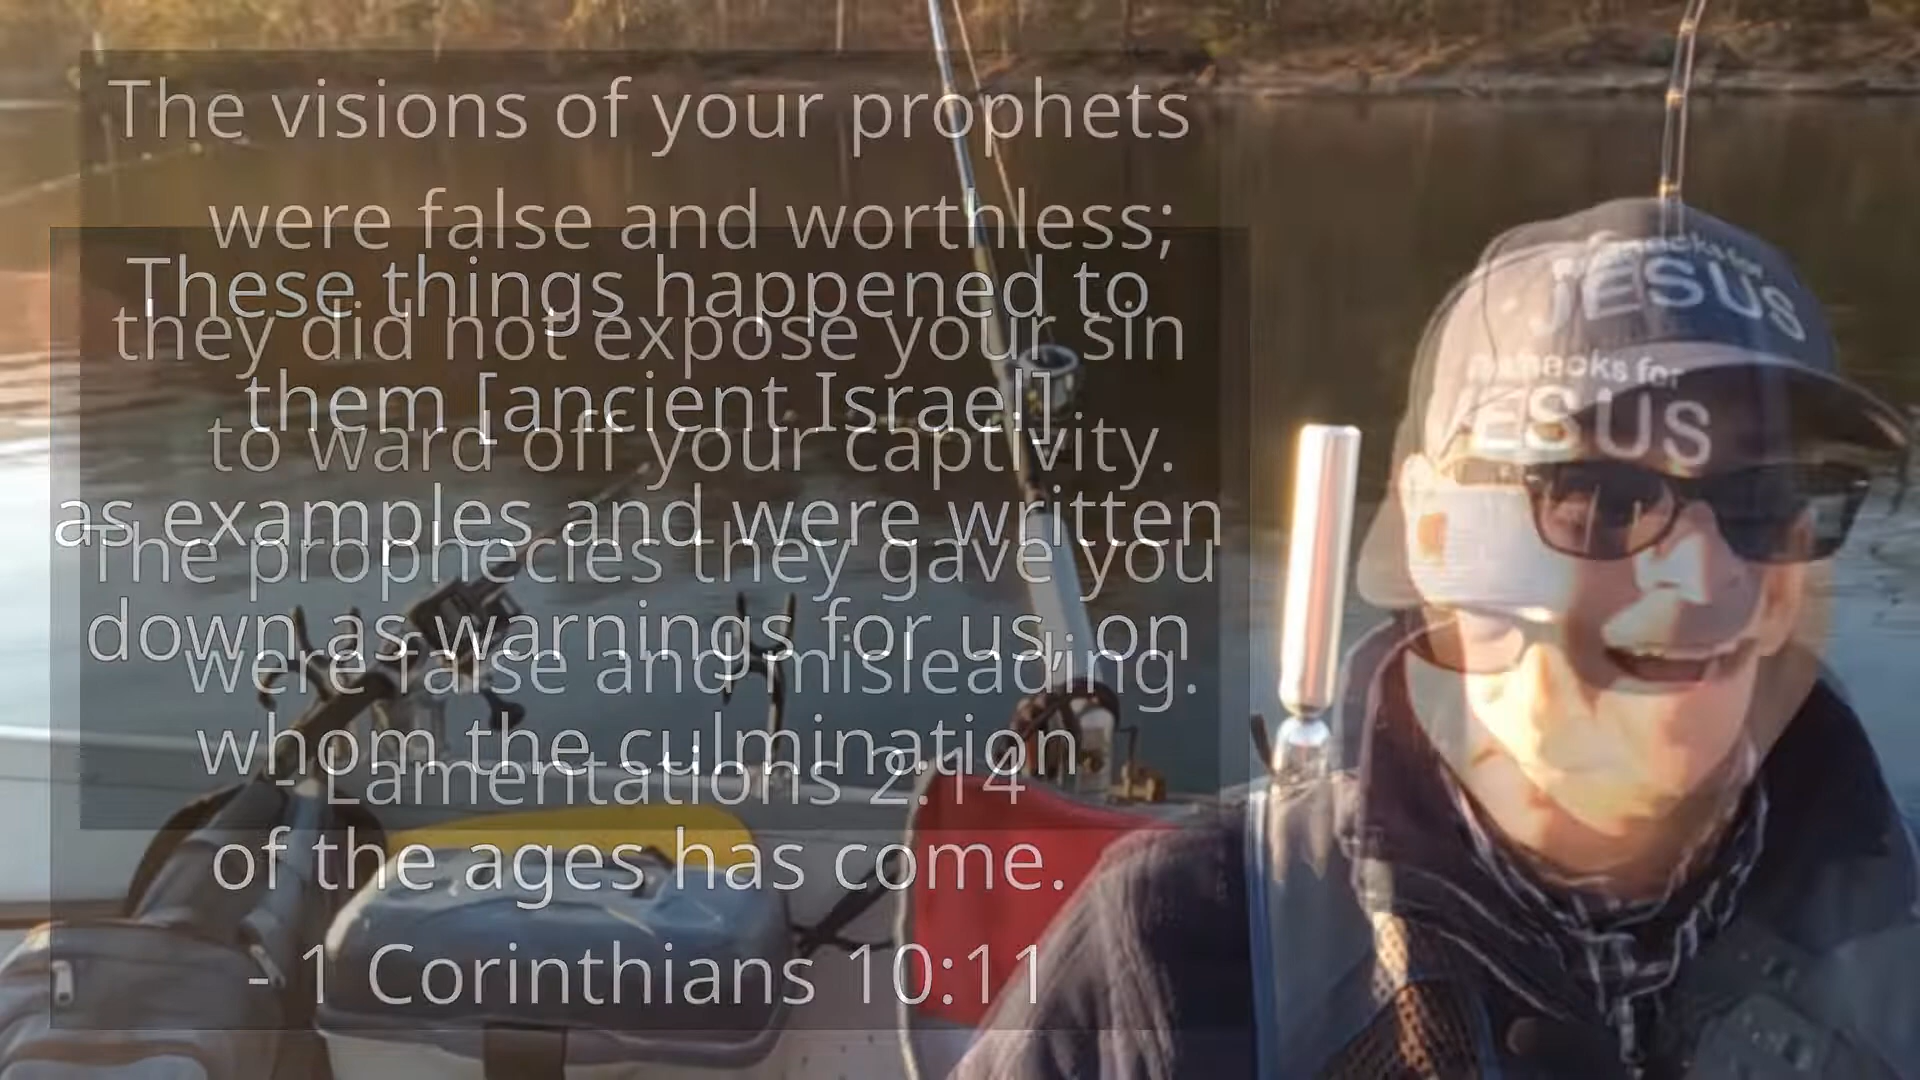 The visions of your prophets
were false and worthless;
they did not expose your sin
to ward off your captivity.
The prophecies they gave you
were false and misleading.
- Lamentations 2:14
These things happened to
them [ancient Israel]
as examples and were written
down as warnings for us, on
whom the culmination
of the ages has come.
- 1 Corinthians 10:11
for
JESUS
for
JESUS